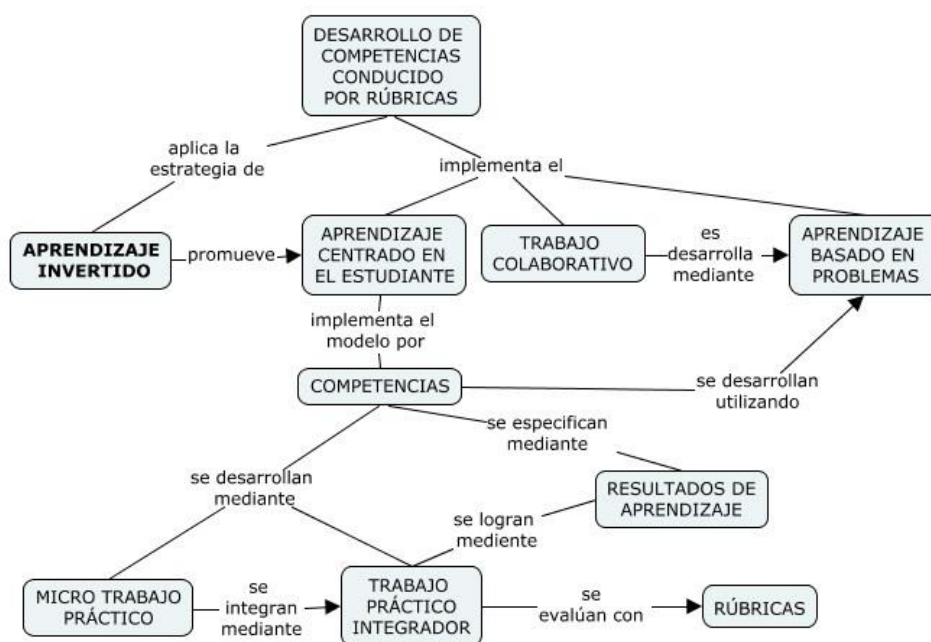 DESARROLLO DE
COMPETENCIAS
CONDUCIDO
POR RÚBRICAS
aplica la
estrategia de
implementa el
APRENDIZAJE
INVERTIDO
promueve
APRENDIZAJE
CENTRADO EN
EL ESTUDIANTE
TRABAJO
COLABORATIVO
es
desarrolla
mediante
APRENDIZAJE
BASADO EN
PROBLEMAS
implementa el
modelo por
COMPETENCIAS
se desarrollan
utilizando
se especifican
mediante
se desarrollan
mediante
RESULTADOS DE
APRENDIZAJE
se logran
mediente
MICRO TRABAJO
PRÁCTICO
se
integran
mediante
TRABAJO
PRÁCTICO
INTEGRADOR
se
evalúan con
RÚBRICAS